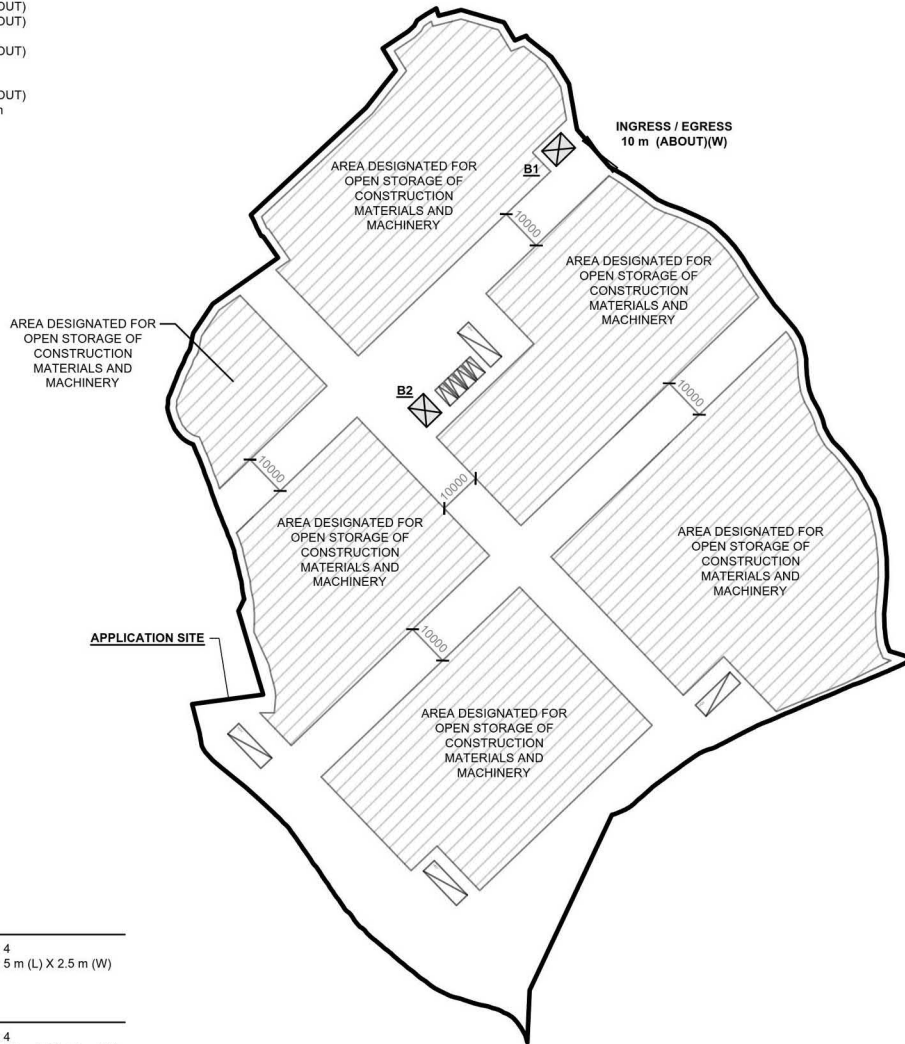 OUT)
OUT)
OUT)
OUT)
INGRESS / EGRESS
10 m (ABOUT)(W)
B1
AREA DESIGNATED FOR
OPEN STORAGE OF
CONSTRUCTION
MATERIALS AND
MACHINERY
10000
AREA DESIGNATED FOR
OPEN STORAGE OF
CONSTRUCTION
MATERIALS AND
MACHINERY
AREA DESIGNATED FOR
OPEN STORAGE OF
CONSTRUCTION
MATERIALS AND
MACHINERY
B2
10000
10000
10000
AREA DESIGNATED FOR
OPEN STORAGE OF
CONSTRUCTION
MATERIALS AND
MACHINERY
AREA DESIGNATED FOR
OPEN STORAGE OF
CONSTRUCTION
MATERIALS AND
MACHINERY
10000
APPLICATION SITE
AREA DESIGNATED FOR
OPEN STORAGE OF
CONSTRUCTION
MATERIALS AND
MACHINERY
4
5 m (L) X 2.5 m (W)
4